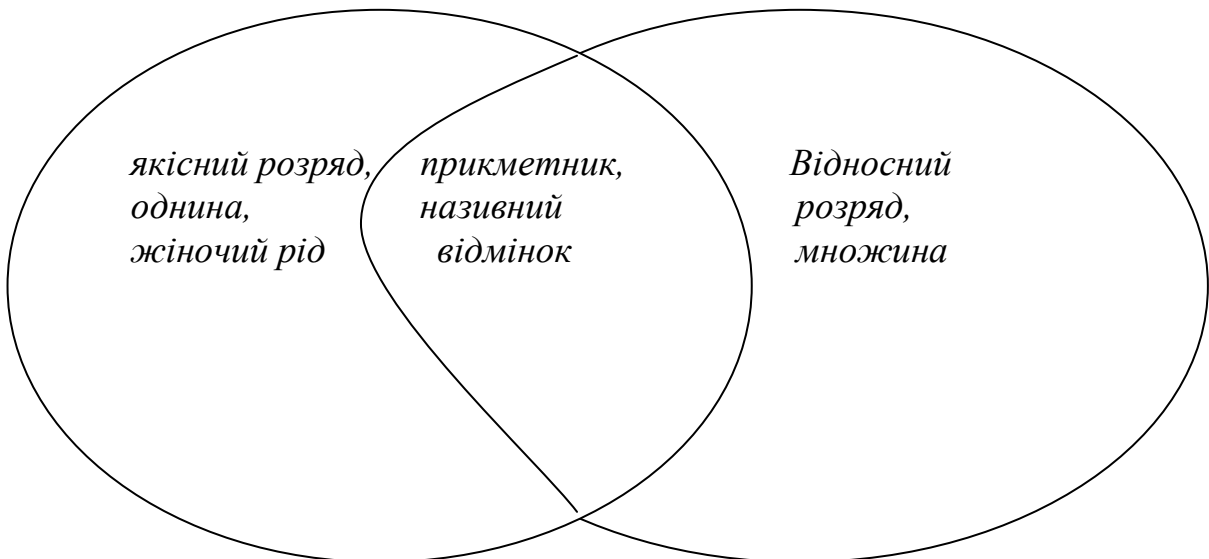 якісний розряд,
однина,
жіночий рід
прикметник,
називний
відмінок
Відносний
розряд,
множина